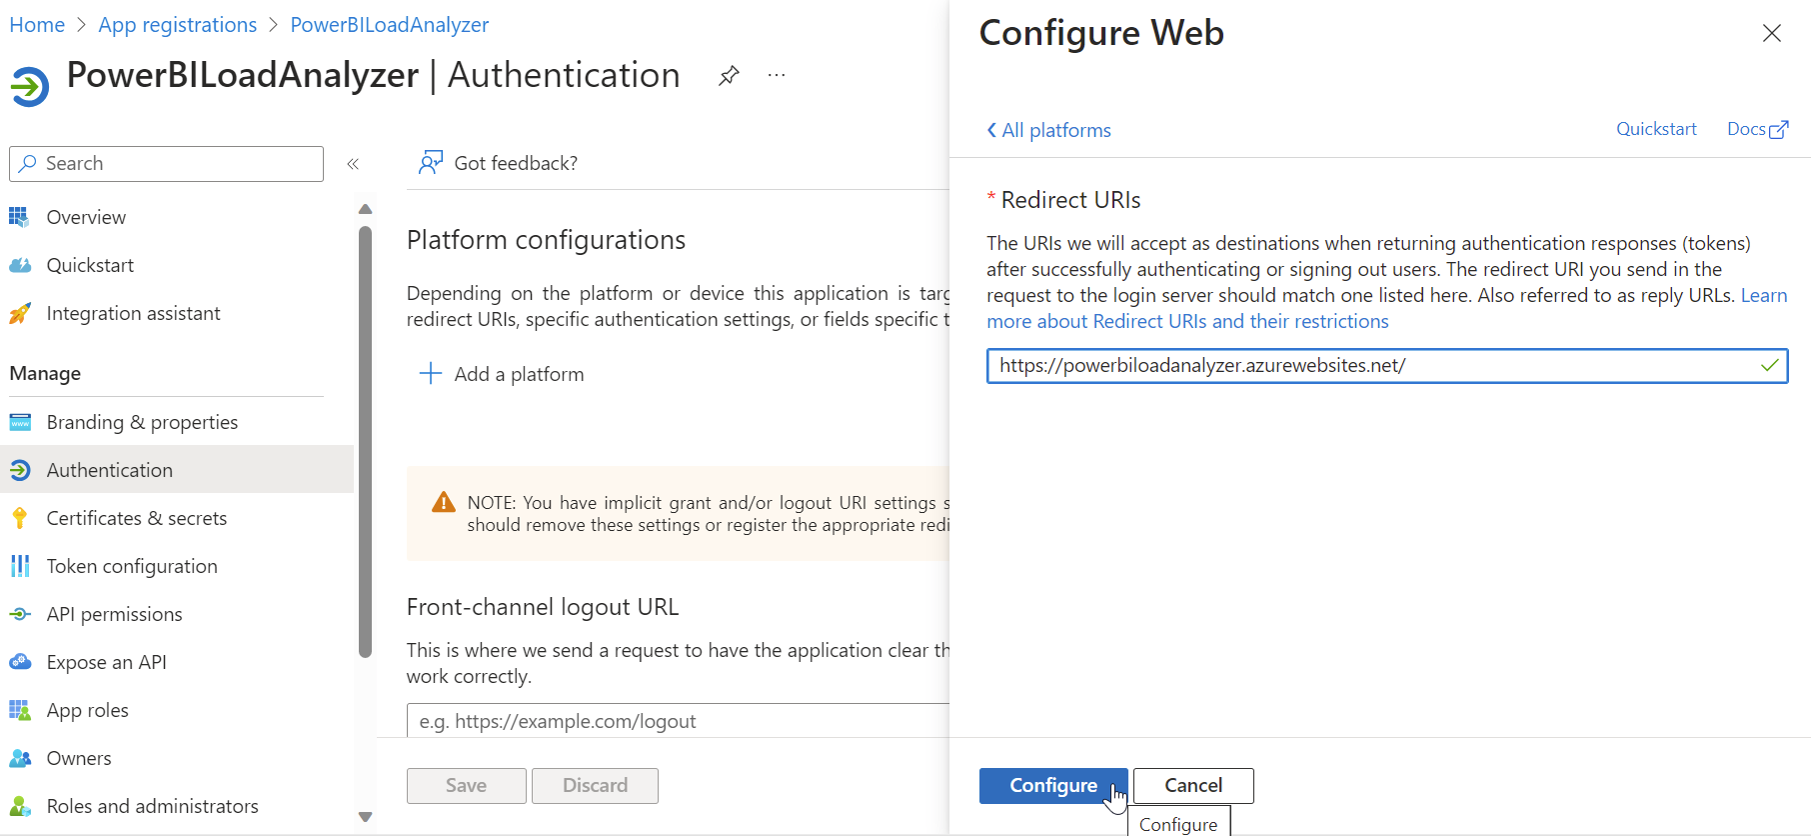 Home > App registrations > PowerBILoadAnalyzer
PowerBILoadAnalyzer | Authentication
Search
Overview
Quickstart
Integration assistant
Manage
Branding & properties
Authentication
Certificates & secrets
Token configuration
API permissions
Expose an API
App roles
Owners
Roles and administrators
Got feedback?
Platform configurations
Depending on the platform or device this application is targ
redirect URIs, specific authentication settings, or fields specific t
Add a platform
NOTE: You have implicit grant and/or logout URI settings s
should remove these settings or register the appropriate redi
Front-channel logout URL
This is where we send a request to have the application clear th
work correctly.
e.g. https://example.com/logout
Save
Discard
Configure Web
All platforms
Quickstart
Docs
* Redirect URIs
The URIs we will accept as destinations when returning authentication responses (tokens)
after successfully authenticating or signing out users. The redirect URI you send in the
request to the login server should match one listed here. Also referred to as reply URLs. Learn
more about Redirect URIs and their restrictions
https://powerbiloadanalyzer.azurewebsites.net/
Configure
Cancel
Configure